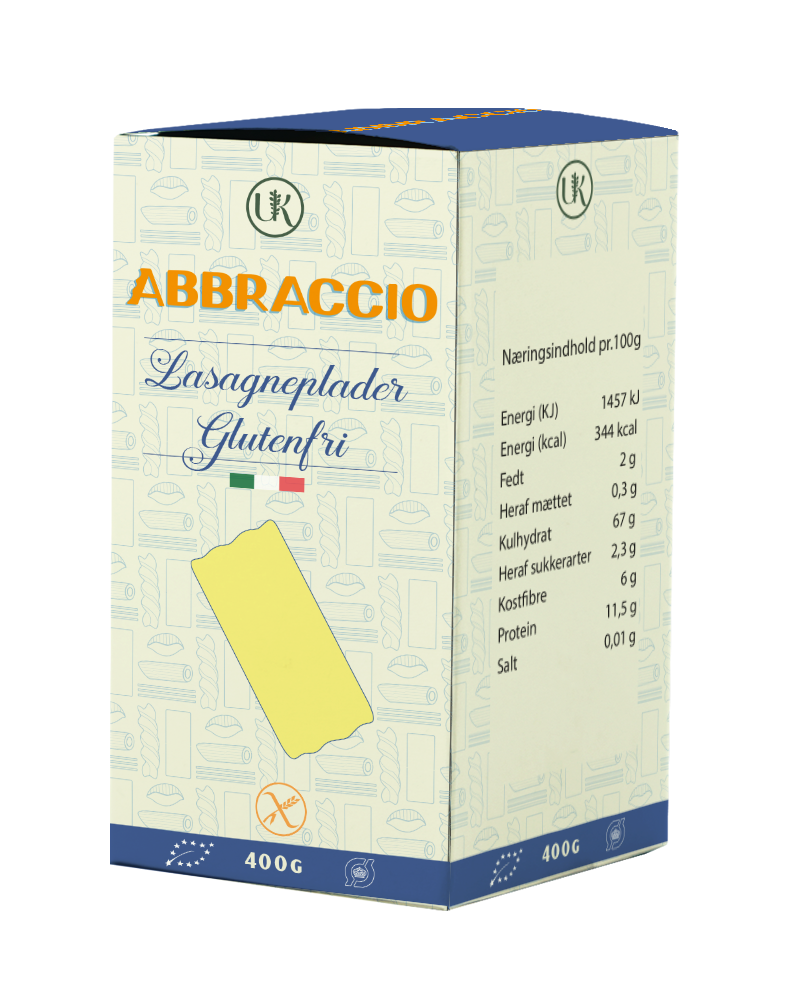 ABBRACCIO
UK
ABBRACCIO
Lasagneplader
Glutenfri
400G
UK
Næringsindhold pr.100g
Energi (KJ) 1457 kJ
Energi (kcal) 344 kcal
Fedt 2 g
Heraf mættet 0,3 g
Kulhydrat 67 g
Heraf sukkerarter 2,3 g
Kostfibre 6 g
Protein 11,5 g
Salt 0,01 g
400G